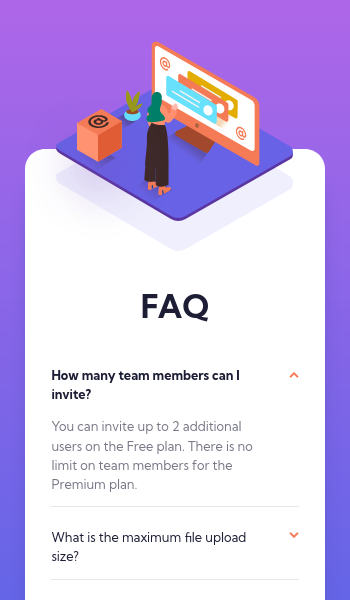 @
@
@
FAQ
How many team members can I
invite?
You can invite up to 2 additional
users on the Free plan. There is no
limit on team members for the
Premium plan.
What is the maximum file upload
size?